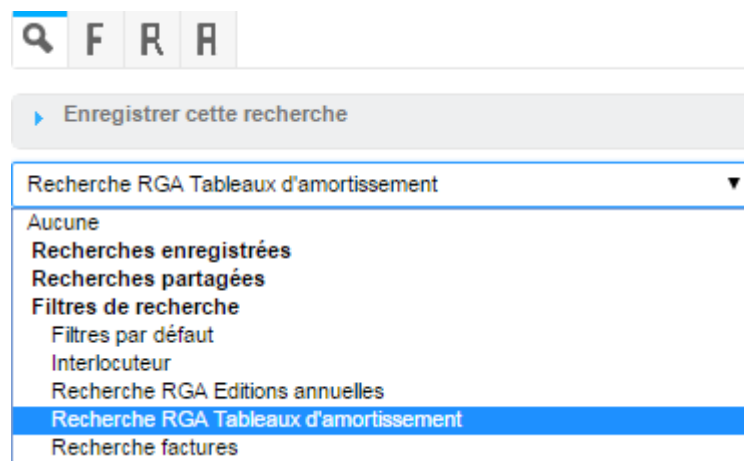 F R A
Enregistrer cette recherche
Recherche RGA Tableaux d'amortissement
Aucune
Recherches enregistrées
Recherches partagées
Filtres de recherche
Filtres par défaut
Interlocuteur
Recherche RGA Editions annuelles
Recherche RGA Tableaux d'amortissement
Recherche factures